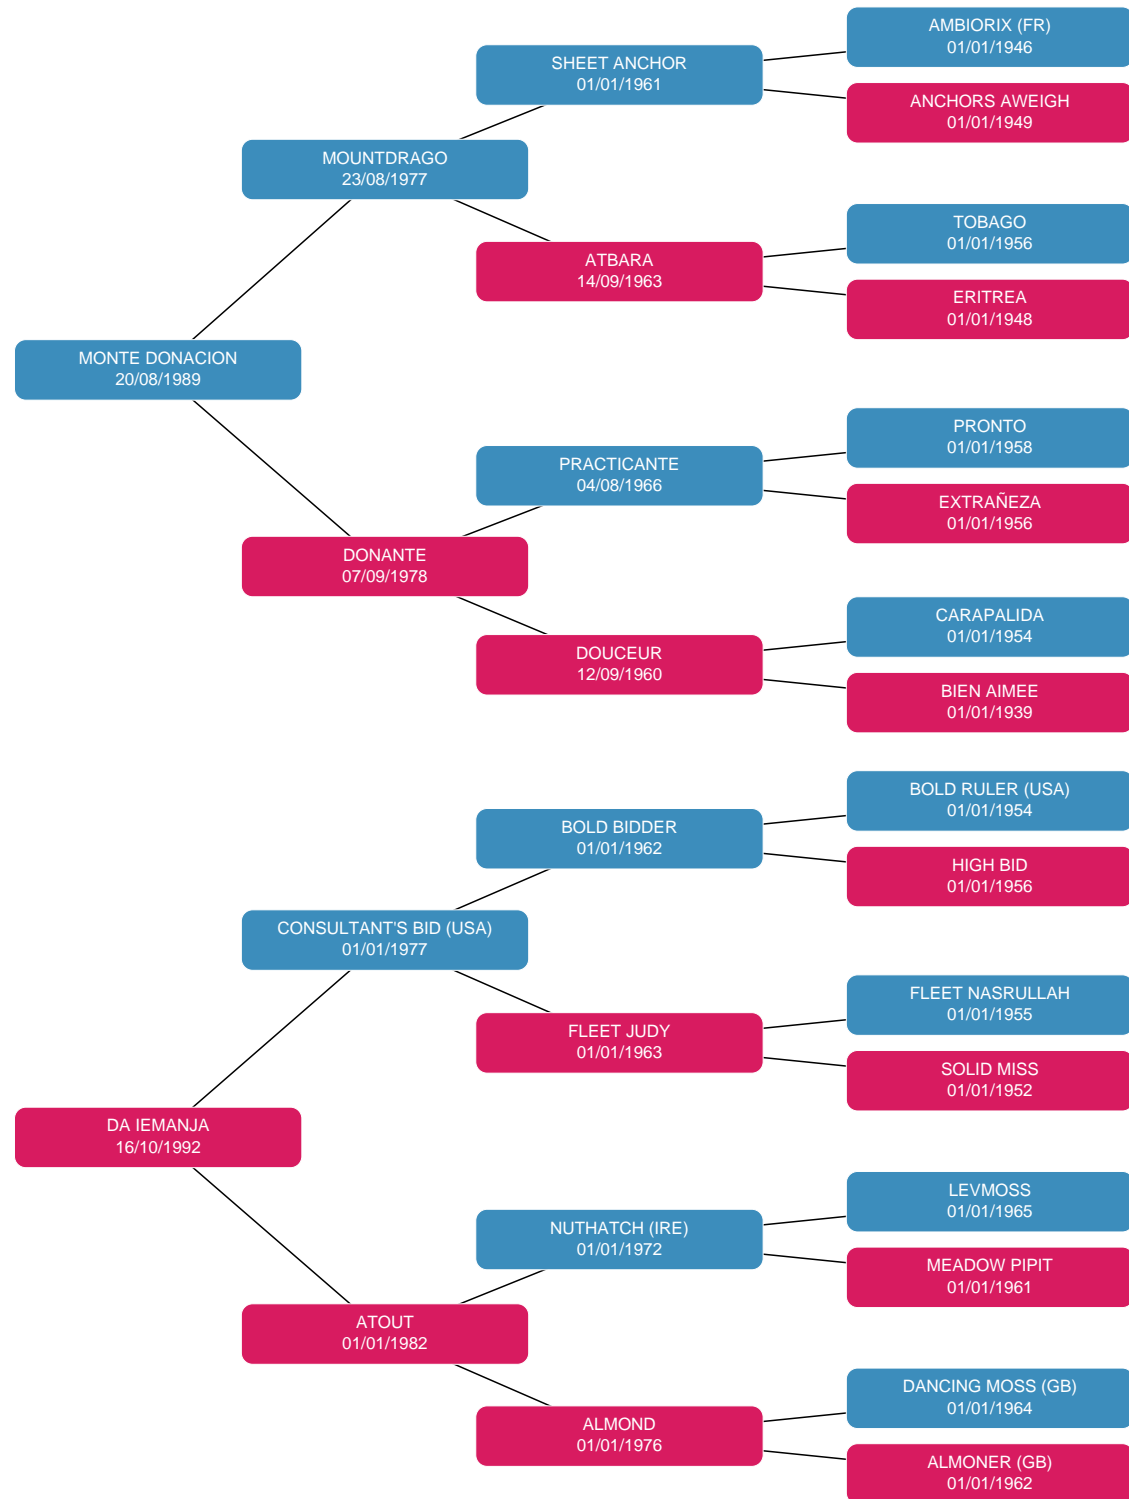 AMBIORIX (FR)
01/01/1946
SHEET ANCHOR
01/01/1961
ANCHORS AWEIGH
01/01/1949
MOUNTDRAGO
23/08/1977
TOBAGO
01/01/1956
ATBARA
14/09/1963
ERITREA
01/01/1948
MONTE DONACION
20/08/1989
PRONTO
01/01/1958
PRACTICANTE
04/08/1966
EXTRAÑEZA
01/01/1956
DONANTE
07/09/1978
CARAPALIDA
01/01/1954
DOUCEUR
12/09/1960
BIEN AIMEE
01/01/1939
BOLD RULER (USA)
01/01/1954
BOLD BIDDER
01/01/1962
HIGH BID
01/01/1956
CONSULTANT'S BID (USA)
01/01/1977
FLEET NASRULLAH
01/01/1955
FLEET JUDY
01/01/1963
SOLID MISS
01/01/1952
DA IEMANJA
16/10/1992
LEVMOSS
01/01/1965
NUTHATCH (IRE)
01/01/1972
MEADOW PIPIT
01/01/1961
ATOUT
01/01/1982
DANCING MOSS (GB)
01/01/1964
ALMOND
01/01/1976
ALMONER (GB)
01/01/1962